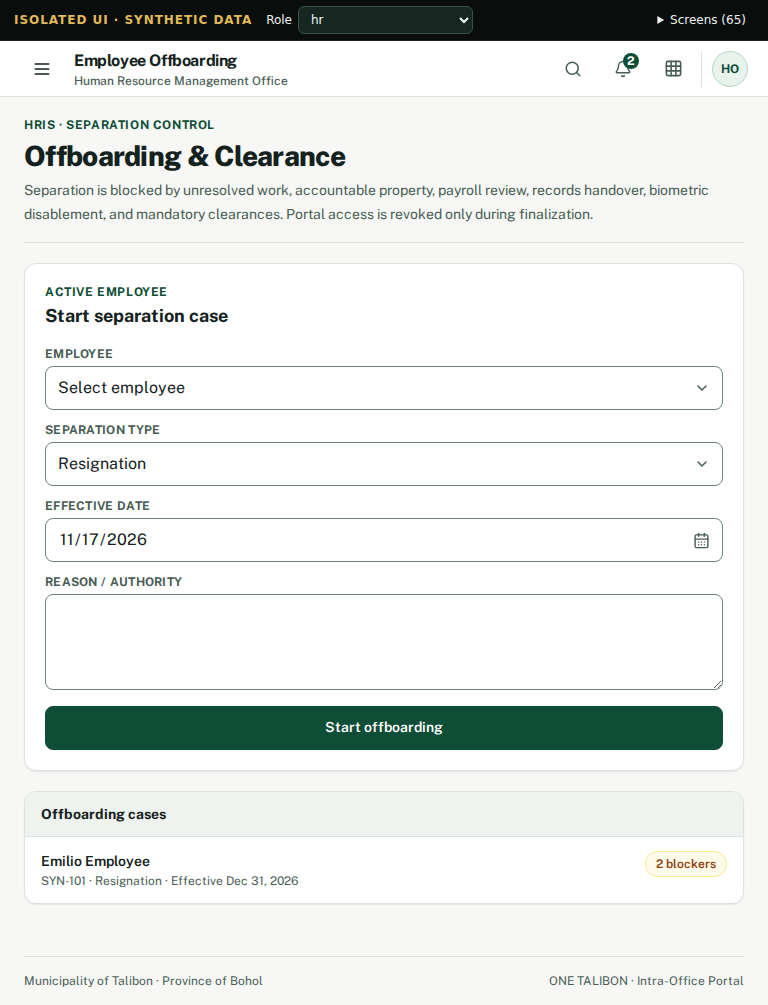 ISOLATED UI · SYNTHETIC DATA Role hr Screens (65)
Employee Offboarding
Human Resource Management Office
2
HO
HRIS · SEPARATION CONTROL
Offboarding & Clearance
Separation is blocked by unresolved work, accountable property, payroll review, records handover, biometric
disablement, and mandatory clearances. Portal access is revoked only during finalization.
ACTIVE EMPLOYEE
Start separation case
EMPLOYEE
Select employee
SEPARATION TYPE
Resignation
EFFECTIVE DATE
11/17/2026
REASON / AUTHORITY
Start offboarding
Offboarding cases
Emilio Employee
2 blockers
SYN-101 · Resignation · Effective Dec 31, 2026
Municipality of Talibon · Province of Bohol
ONE TALIBON · Intra-Office Portal